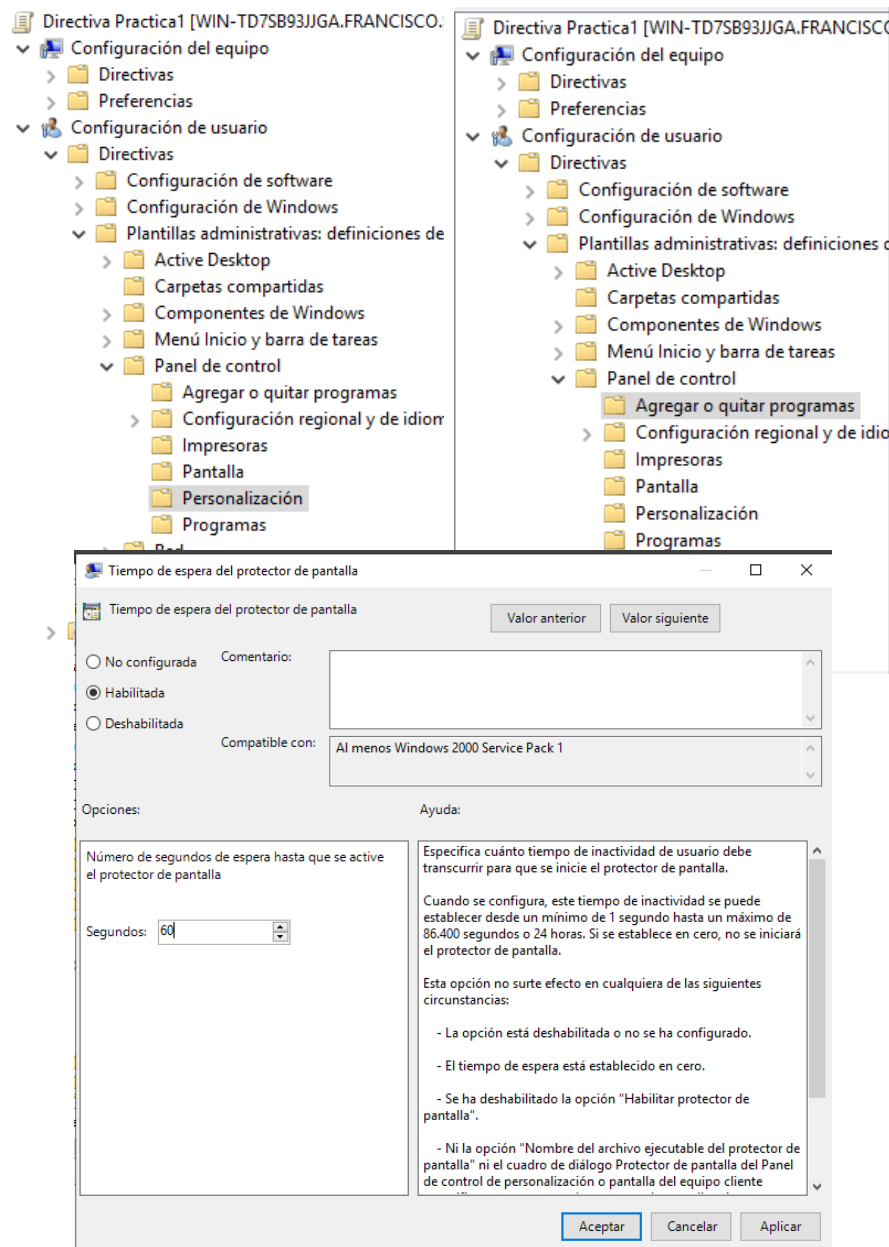 Directiva Practica1 [WIN-TD7SB93JJGA.FRANCISCO.
Configuración del equipo
Directivas
Preferencias
Configuración de usuario
Directivas
Configuración de software
Configuración de Windows
Plantillas administrativas: definiciones de
Active Desktop
Carpetas compartidas
Componentes de Windows
Menú Inicio y barra de tareas
Panel de control
Agregar o quitar programas
Configuración regional y de idiom
Impresoras
Pantalla
Personalización
Programas
Directiva Practica1 [WIN-TD7SB93JJGA.FRANCISC
Configuración del equipo
Directivas
Preferencias
Configuración de usuario
Directivas
Configuración de software
Configuración de Windows
Plantillas administrativas: definiciones
Active Desktop
Carpetas compartidas
Componentes de Windows
Menú Inicio y barra de tareas
Panel de control
Agregar o quitar programas
Configuración regional y de idio
Impresoras
Pantalla
Personalización
Programas
Tiempo de espera del protector de pantalla
Tiempo de espera del protector de pantalla
Valor anterior Valor siguiente
No configurada Comentario:
Habilitada
Deshabilitada
Compatible con: Al menos Windows 2000 Service Pack 1
Opciones: Ayuda:
Número de segundos de espera hasta que se active
el protector de pantalla
Segundos: 60
Especifica cuánto tiempo de inactividad de usuario debe
transcurrir para que se inicie el protector de pantalla.
Cuando se configura, este tiempo de inactividad se puede
establecer desde un mínimo de 1 segundo hasta un máximo de
86.400 segundos o 24 horas. Si se establece en cero, no se iniciará
el protector de pantalla.
Esta opción no surte efecto en cualquiera de las siguientes
circunstancias:
- La opción está deshabilitada o no se ha configurado.
- El tiempo de espera está establecido en cero.
- Se ha deshabilitado la opción "Habilitar protector de
pantalla".
- Ni la opción "Nombre del archivo ejecutable del protector de
pantalla" ni el cuadro de diálogo Protector de pantalla del Panel
de control de personalización o pantalla del equipo cliente
Aceptar Cancelar Aplicar